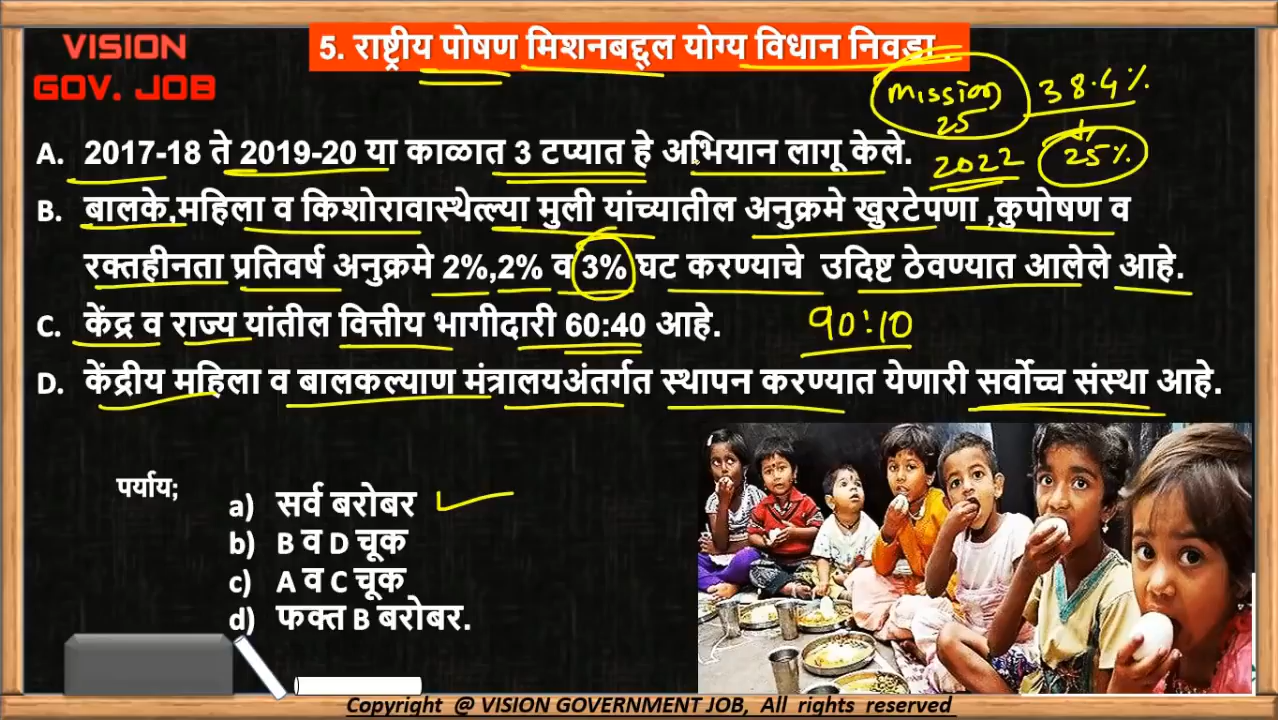 VISION
GOV. JOB
5. राष्ट्रीय पोषण मिशनबद्दल योग्य विधान निवडा .
mission
25
38.4%
2022
25%
A. 2017-18 ते 2019-20 या काळात 3 टप्यात हे अभियान लागू केले.
B. बालके,महिला व किशोरावास्थेत्ल्या मुली यांच्यातील अनुक्रमे खुरटेपणा ,कुपोषण व
रक्तहीनता प्रतिवर्ष अनुक्रमे 2%,2% व 3% घट करण्याचे उदिष्ट ठेवण्यात आलेले आहे.
C. केंद्र व राज्य यांतील वित्तीय भागीदारी 60:40 आहे.
90:10
D. केंद्रीय महिला व बालकल्याण मंत्रालयअंतर्गत स्थापन करण्यात येणारी सर्वोच्च संस्था आहे.
पर्याय;
a) सर्व बरोबर
b) B व D चूक
c) A व C चूक
d) फक्त B बरोबर.
Copyright @ VISION GOVERNMENT JOB, All rights reserved